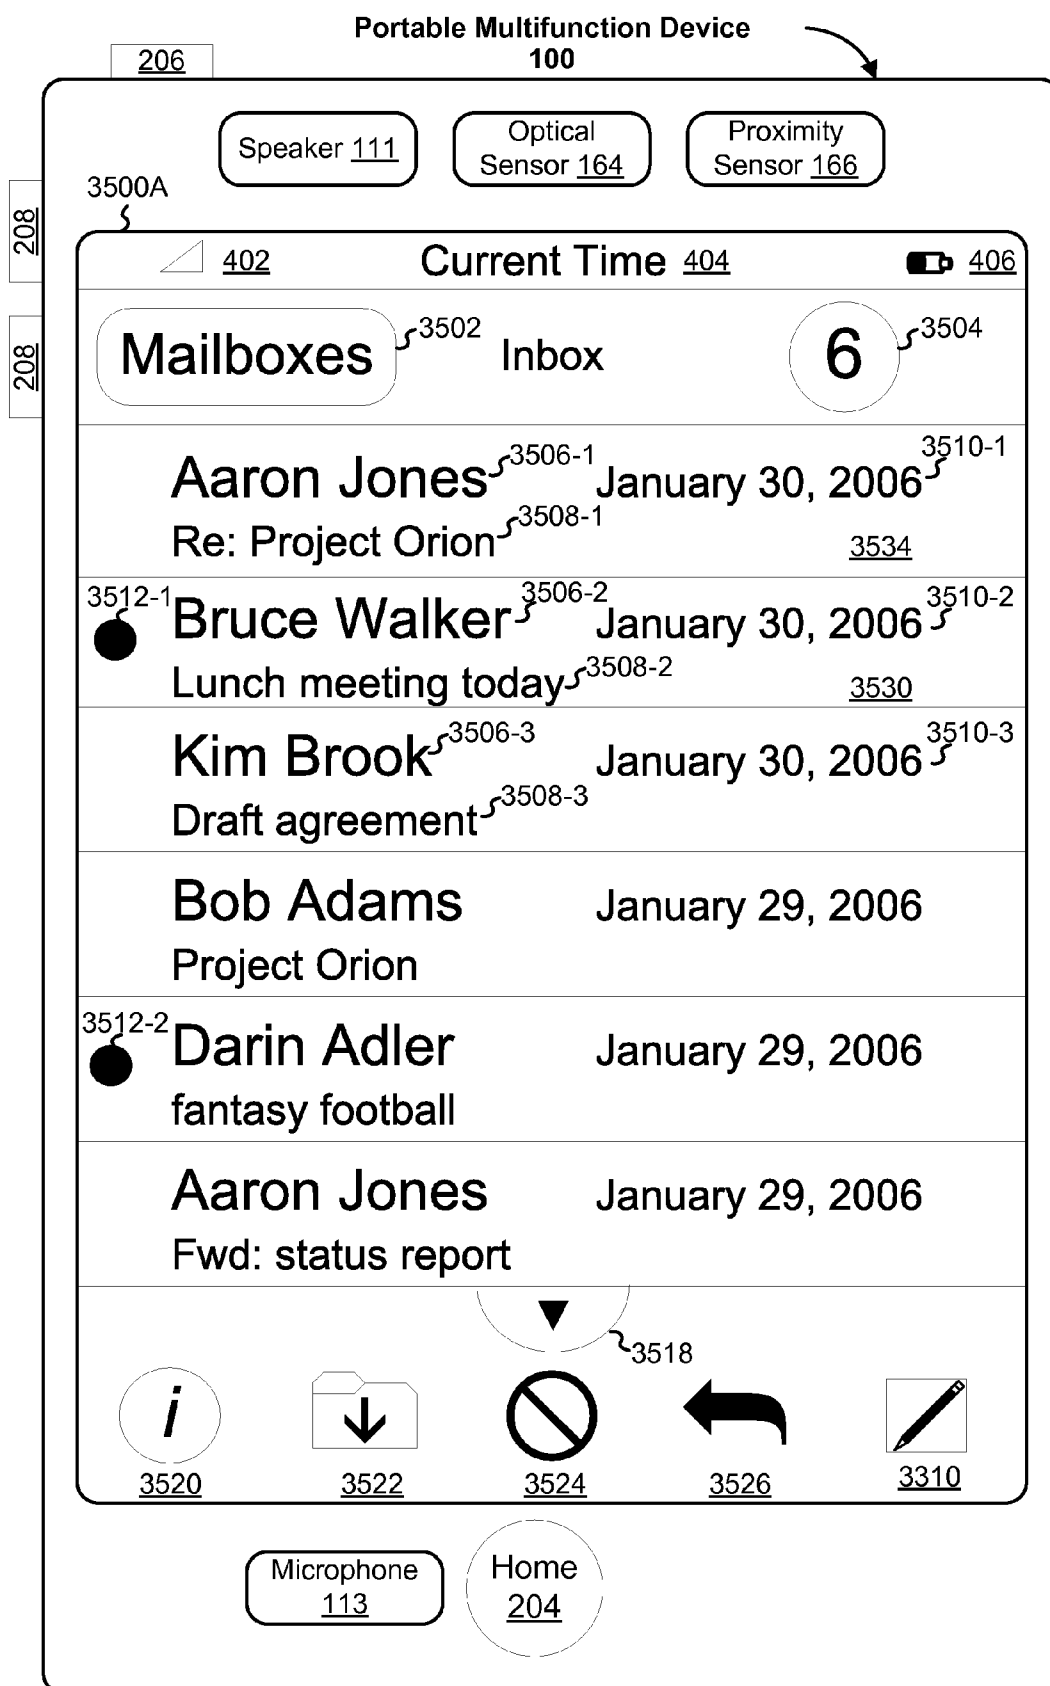 Portable Multifunction Device
100
206
Speaker 111
Optical
Sensor 164
Proximity
Sensor 166
3500A
208
208
402
Current Time 404
406
Mailboxes
3502
Inbox
6
3504
Aaron Jones
3506-1
January 30, 2006
3510-1
Re: Project Orion
3508-1
3534
3512-1
Bruce Walker
3506-2
January 30, 2006
3510-2
Lunch meeting today
3508-2
3530
Kim Brook
3506-3
January 30, 2006
3510-3
Draft agreement
3508-3
Bob Adams
January 29, 2006
Project Orion
3512-2
Darin Adler
January 29, 2006
fantasy football
Aaron Jones
January 29, 2006
Fwd: status report
3518
i
3520
3522
3524
3526
3310
Microphone
113
Home
204